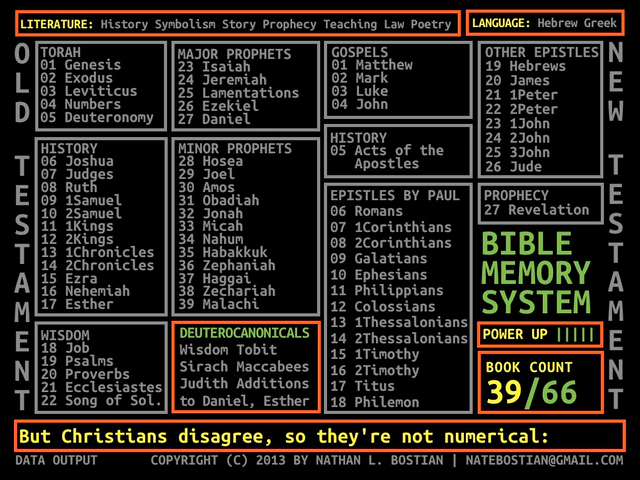 LITERATURE: History Symbolism Story Prophecy Teaching Law Poetry
LANGUAGE: Hebrew Greek
OLD TESTAMENT
TORAH
01 Genesis
02 Exodus
03 Leviticus
04 Numbers
05 Deuteronomy
HISTORY
06 Joshua
07 Judges
08 Ruth
09 1Samuel
10 2Samuel
11 1Kings
12 2Kings
13 1Chronicles
14 2Chronicles
15 Ezra
16 Nehemiah
17 Esther
WISDOM
18 Job
19 Psalms
20 Proverbs
21 Ecclesiastes
22 Song of Sol.
MAJOR PROPHETS
23 Isaiah
24 Jeremiah
25 Lamentations
26 Ezekiel
27 Daniel
MINOR PROPHETS
28 Hosea
29 Joel
30 Amos
31 Obadiah
32 Jonah
33 Micah
34 Nahum
35 Habakkuk
36 Zephaniah
37 Haggai
38 Zechariah
39 Malachi
DEUTEROCANONICALS
Wisdom Tobit
Sirach Maccabees
Judith Additions
to Daniel, Esther
GOSPELS
01 Matthew
02 Mark
03 Luke
04 John
HISTORY
05 Acts of the
Apostles
EPISTLES BY PAUL
06 Romans
07 1Corinthians
08 2Corinthians
09 Galatians
10 Ephesians
11 Philippians
12 Colossians
13 1Thessalonians
14 2Thessalonians
15 1Timothy
16 2Timothy
17 Titus
18 Philemon
OTHER EPISTLES
19 Hebrews
20 James
21 1Peter
22 2Peter
23 1John
24 2John
25 3John
26 Jude
PROPHECY
27 Revelation
NEW TESTAMENT
BIBLE
MEMORY
SYSTEM
POWER UP |||||
BOOK COUNT
39/66
But Christians disagree, so they're not numerical:
DATA OUTPUT
COPYRIGHT (C) 2013 BY NATHAN L. BOSTIAN | NATEBOSTIAN@GMAIL.COM